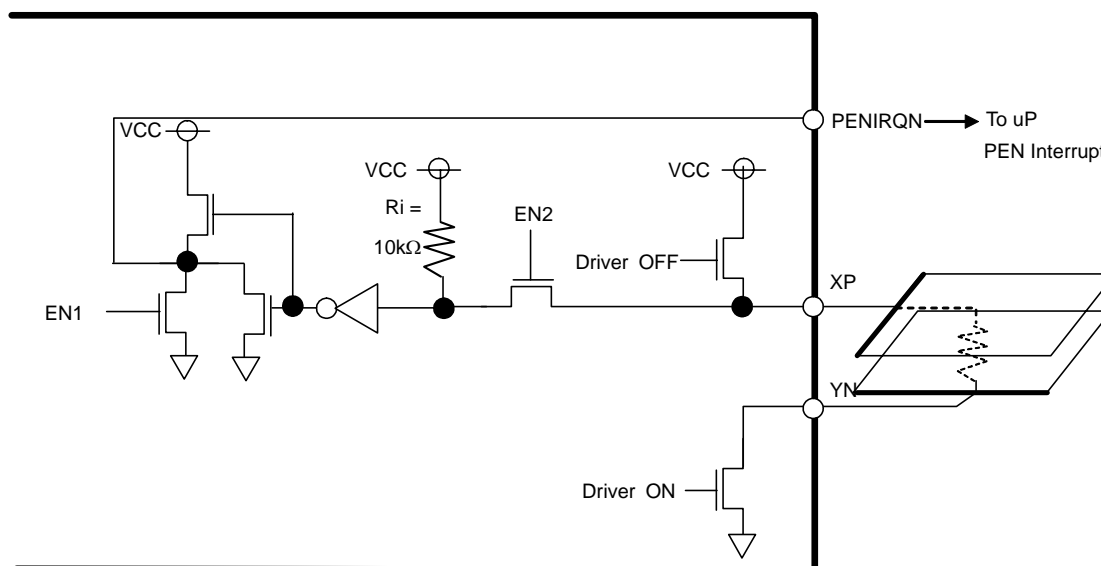 PENIRQN
To uP
PEN Interrupt
VCC
VCC
VCC
Ri =
10kΩ
EN2
Driver OFF
XP
EN1
YN
Driver ON